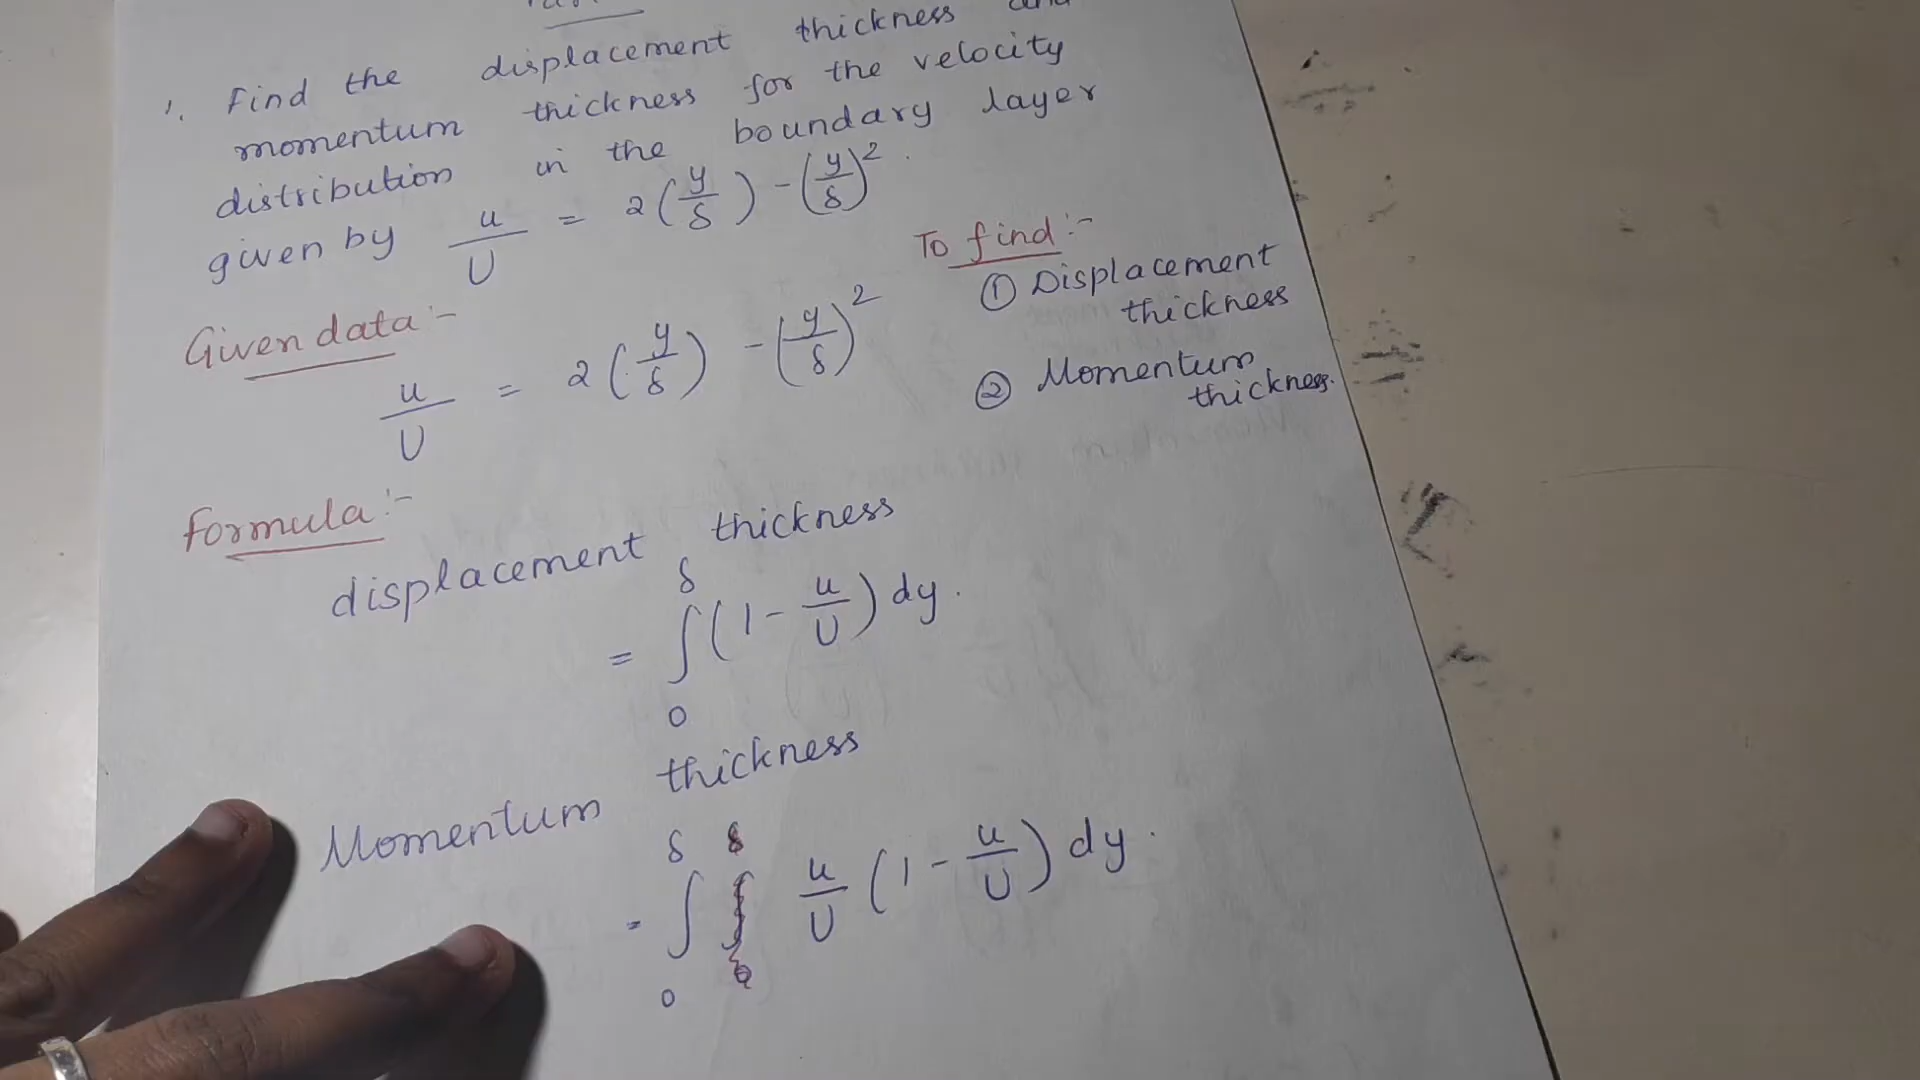 1. Find the displacement thickness and
momentum thickness for the velocity
distribution in the boundary layer
given by u/U = 2(y/δ) - (y/δ)².
Given data :-
u/U = 2(y/δ) - (y/δ)²
To find :-
① Displacement
thickness
② Momentum
thickness.
Formula :-
displacement thickness
= ∫₀^δ (1 - u/U) dy.
Momentum thickness
= ∫₀^δ u/U (1 - u/U) dy.